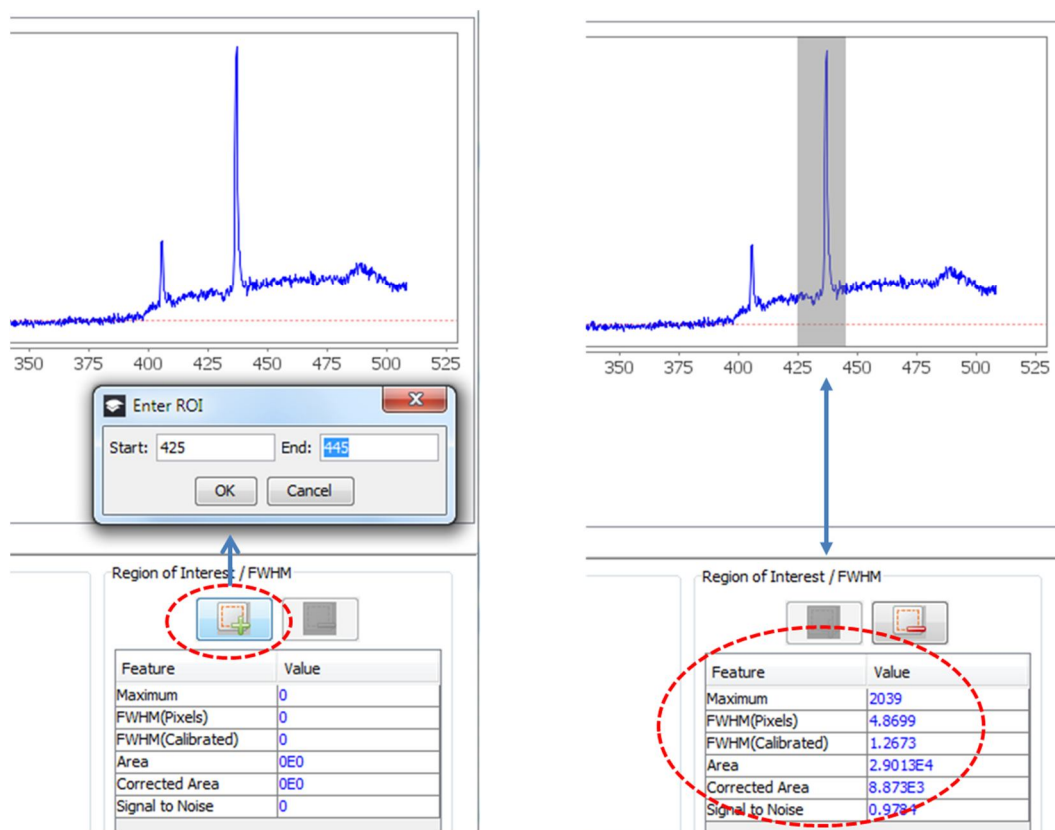 350 375 400 425 450 475 500 525
Enter ROI
Start: 425 End: 445
OK Cancel
Region of Interest / FWHM
Feature Value
Maximum 0
FWHM(Pixels) 0
FWHM(Calibrated) 0
Area 0E0
Corrected Area 0E0
Signal to Noise 0
350 375 400 425 450 475 500 525
Region of Interest / FWHM
Feature Value
Maximum 2039
FWHM(Pixels) 4.8699
FWHM(Calibrated) 1.2673
Area 2.9013E4
Corrected Area 8.873E3
Signal to Noise 0.9784